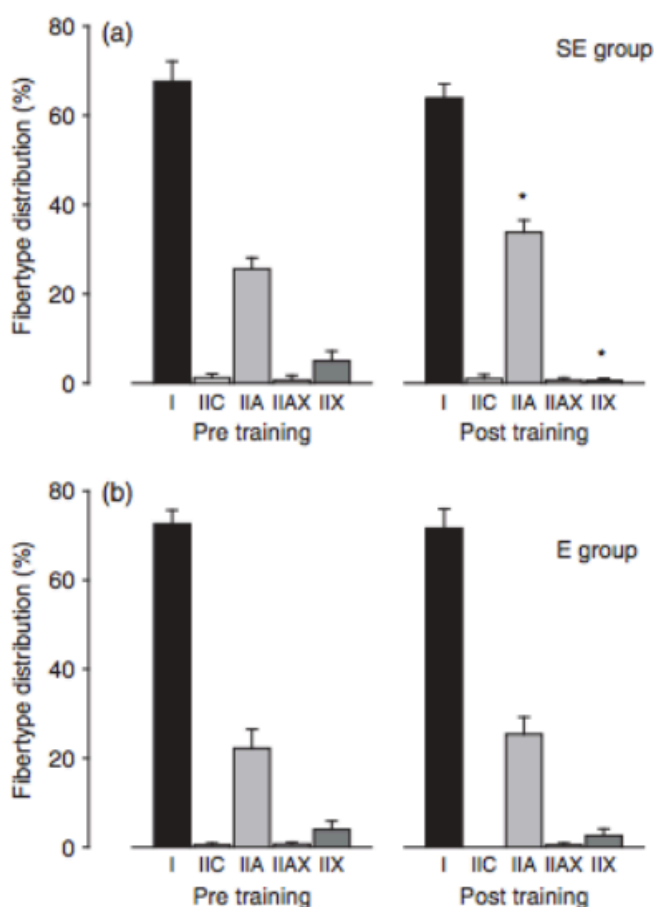 (a)
SE group
Fibertype distribution (%)
80
60
40
20
0
* *
I IIC IIA IIAX IIX I IIC IIA IIAX IIX
Pre training Post training
(b)
E group
Fibertype distribution (%)
80
60
40
20
0
I IIC IIA IIAX IIX I IIC IIA IIAX IIX
Pre training Post training